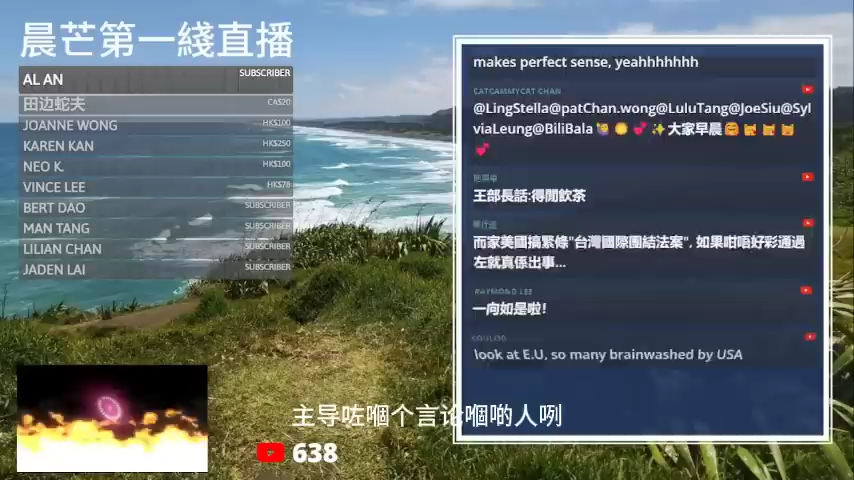 晨芒第一綫直播
AL AN SUBSCRIBER
田边蛇夫 CA$20
JOANNE WONG HK$100
KAREN KAN HK$250
NEO K. HK$100
VINCE LEE HK$78
BERT DAO SUBSCRIBER
MAN TANG SUBSCRIBER
LILIAN CHAN SUBSCRIBER
JADEN LAI SUBSCRIBER
makes perfect sense, yeahhhhhhh
CATCAMMYCAT CHAN
@LingStella@patChan.wong@LuluTang@JoeSiu@Syl
viaLeung@BiliBala🙋‍♀️🌞💕✨大家早晨🤗😺😺😺
💕
王部長話:得閒飲茶
而家美國搞緊條"台灣國際團結法案", 如果咁唔好彩通過
左就真係出事...
RAYMOND LEE
一向如是啦!
look at E.U, so many brainwashed by USA
主导咗嗰个言论嗰啲人咧
638